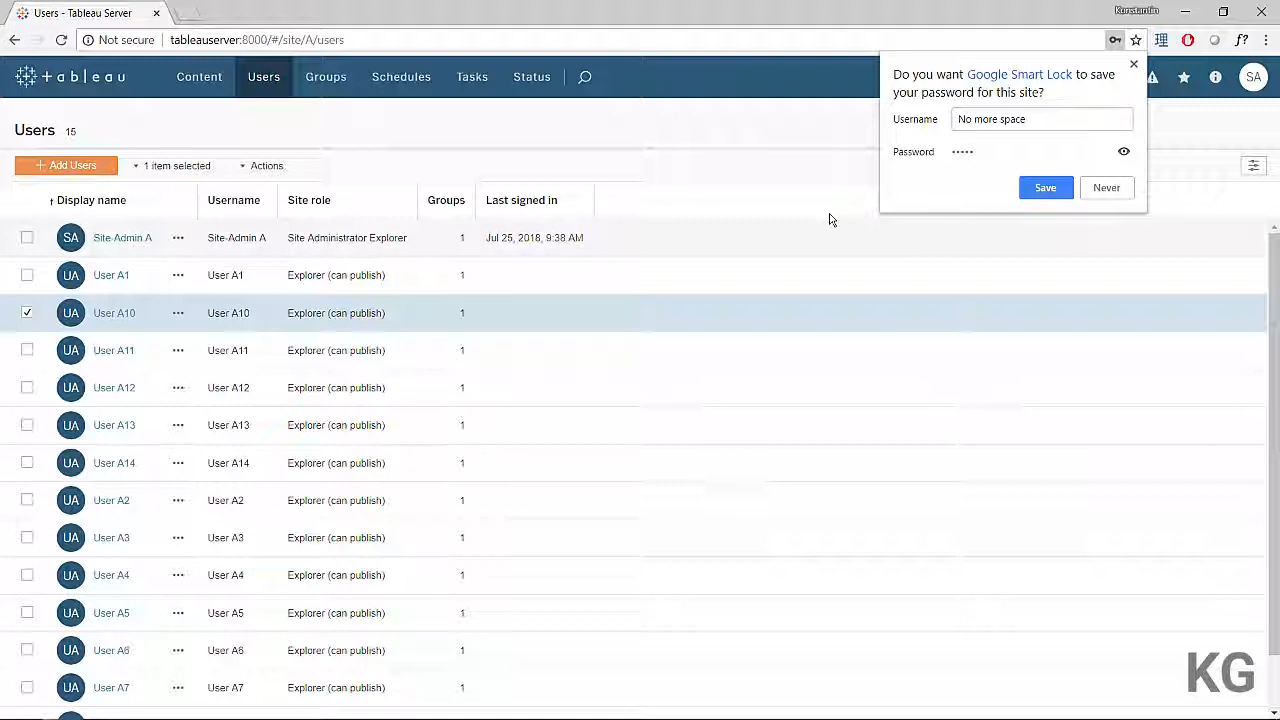 Users - Tableau Server
Kunstantin
Not secure tableauserver:8000/#/site/A/users
+ a b l e a u Content Users Groups Schedules Tasks Status SA
Do you want Google Smart Lock to save
your password for this site?
Username No more space
Password •••••
Save Never
Users 15
+ Add Users 1 item selected Actions
↑ Display name Username Site role Groups Last signed in
SA Site-Admin A ••• Site-Admin A Site Administrator Explorer 1 Jul 25, 2018, 9:38 AM
UA User A1 ••• User A1 Explorer (can publish) 1
UA User A10 ••• User A10 Explorer (can publish) 1
UA User A11 ••• User A11 Explorer (can publish) 1
UA User A12 ••• User A12 Explorer (can publish) 1
UA User A13 ••• User A13 Explorer (can publish) 1
UA User A14 ••• User A14 Explorer (can publish) 1
UA User A2 ••• User A2 Explorer (can publish) 1
UA User A3 ••• User A3 Explorer (can publish) 1
UA User A4 ••• User A4 Explorer (can publish) 1
UA User A5 ••• User A5 Explorer (can publish) 1
UA User A6 ••• User A6 Explorer (can publish) 1
UA User A7 ••• User A7 Explorer (can publish) 1
KG